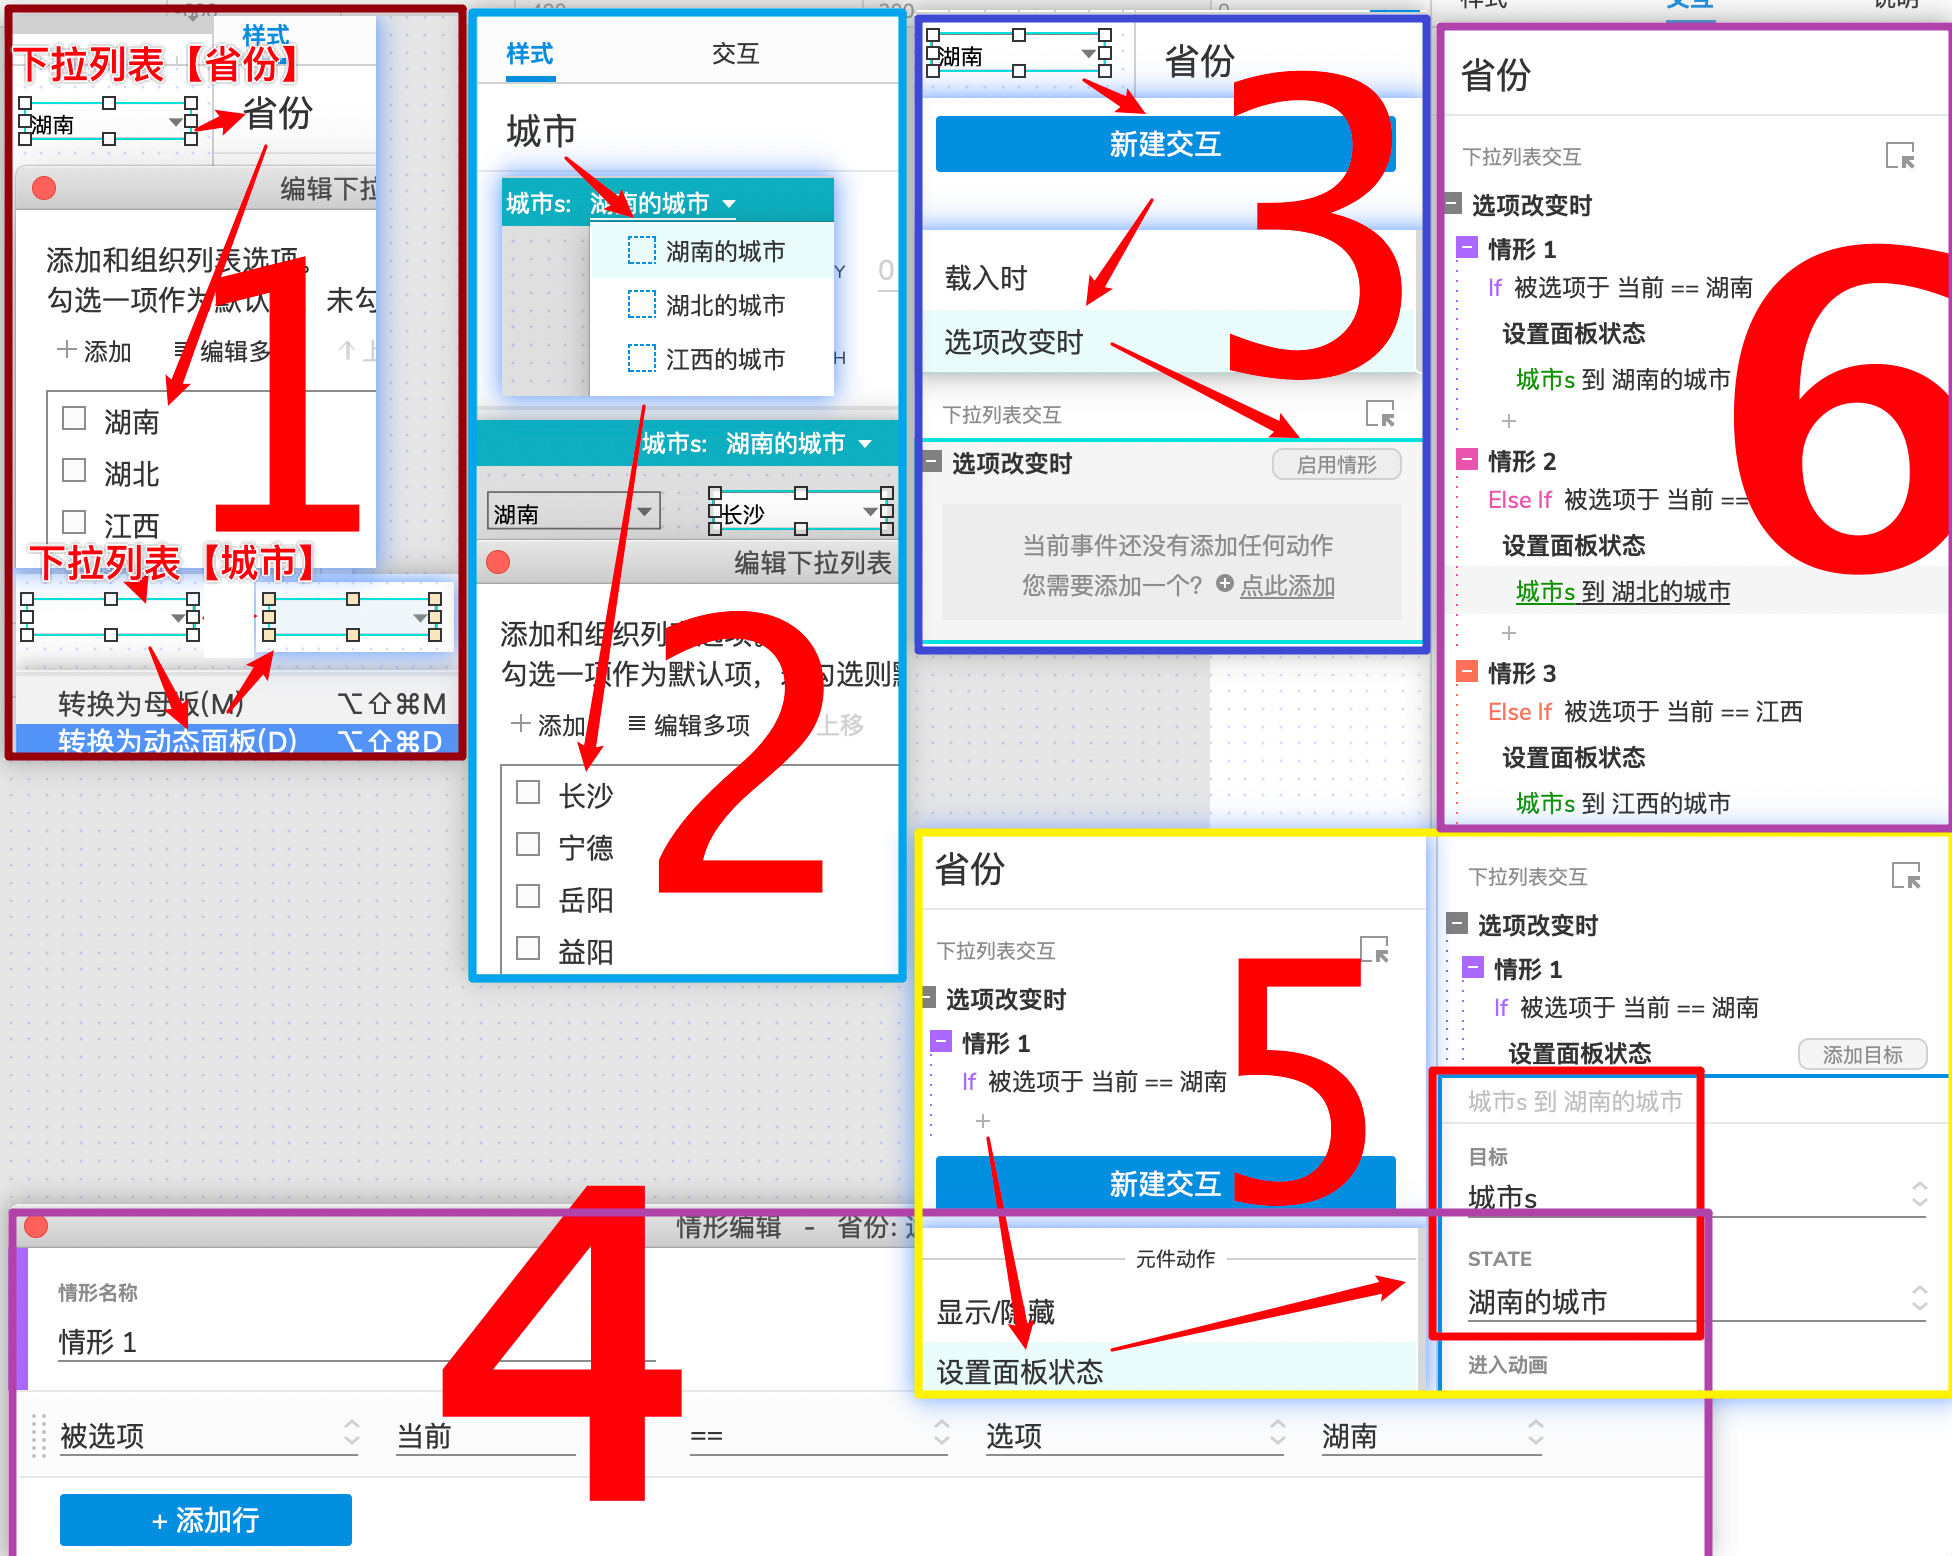 样式
下拉列表【省份】
湖南
省份
编辑下拉
添加和组织列表选项。
勾选一项作为默认 未勾
添加
编辑多
上
湖南
湖北
江西
下拉列表【城市】
转换为母版(M) ⌥⇧⌘M
转换为动态面板(D) ⌥⇧⌘D
1
样式 交互
城市
城市s: 湖南的城市
湖南的城市
湖北的城市
江西的城市
Y
0
H
城市s: 湖南的城市
湖南
长沙
编辑下拉列表
添加和组织列
勾选一项作为默认项, 勾选则
添加
编辑多项
上移
长沙
宁德
岳阳
益阳
2
湖南
省份
新建交互
载入时
选项改变时
下拉列表交互
选项改变时 启用情形
当前事件还没有添加任何动作
您需要添加一个? 点此添加
3
情形编辑 - 省份:
情形名称
情形 1
被选项 当前 == 选项 湖南
+ 添加行
4
省份
下拉列表交互
选项改变时
情形 1
If 被选项于 当前 == 湖南
+
新建交互
元件动作
显示/隐藏
设置面板状态
5
下拉列表交互
选项改变时
情形 1
If 被选项于 当前 == 湖南
设置面板状态 添加目标
城市s 到 湖南的城市
目标
城市s
STATE
湖南的城市
进入动画
样式 交互 说明
省份
下拉列表交互
选项改变时
情形 1
If 被选项于 当前 == 湖南
设置面板状态
城市s 到 湖南的城市
+
情形 2
Else If 被选项于 当前 ==
设置面板状态
城市s 到 湖北的城市
+
情形 3
Else If 被选项于 当前 == 江西
设置面板状态
城市s 到 江西的城市
6